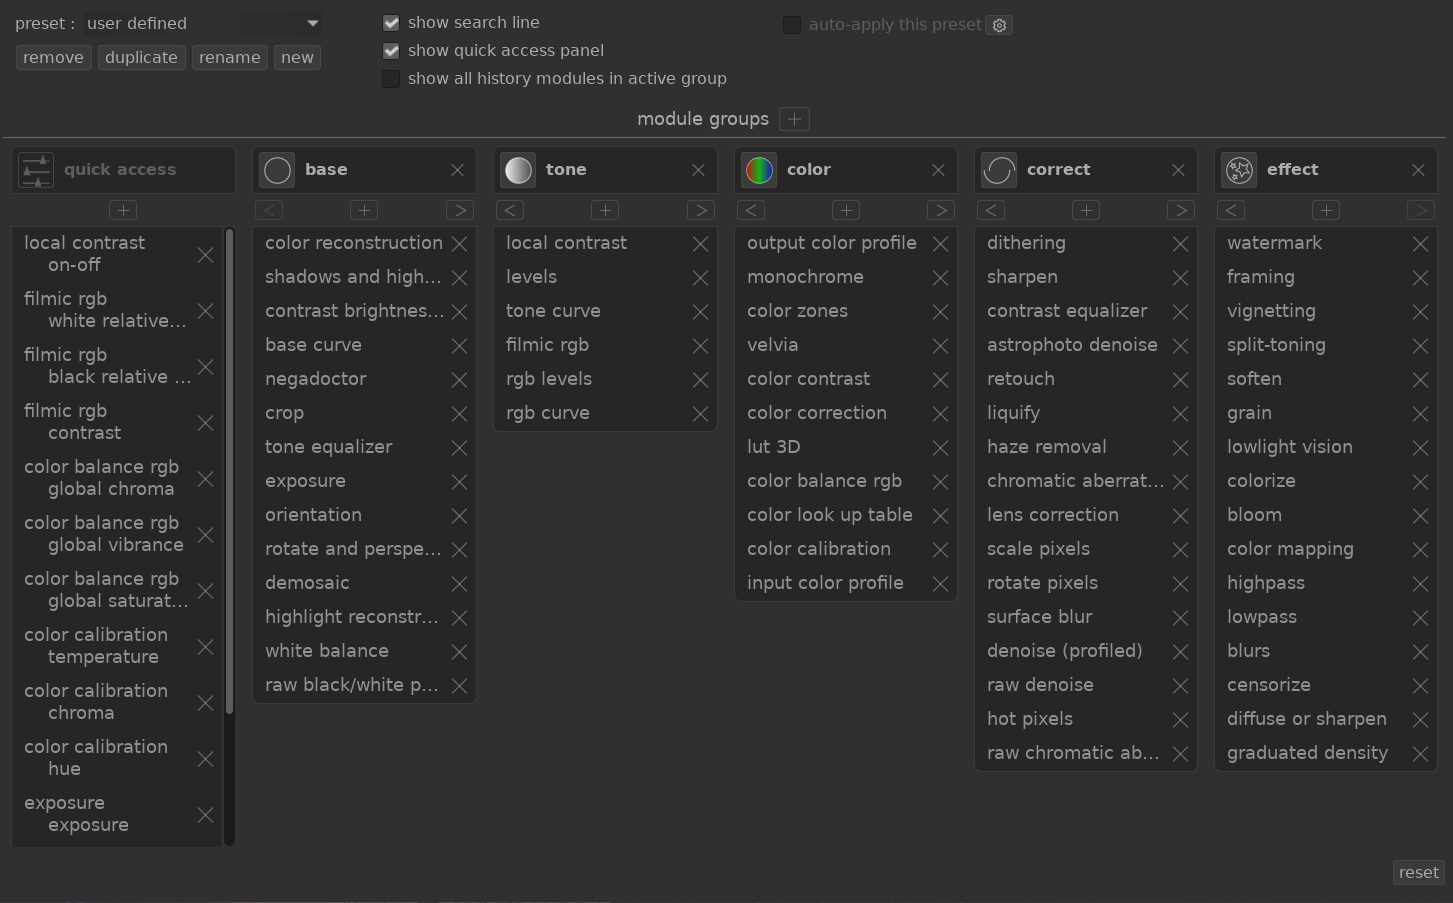 preset : user defined
remove duplicate rename new
show search line
show quick access panel
show all history modules in active group
auto-apply this preset
module groups +
quick access
+
local contrast
on-off
filmic rgb
white relative...
filmic rgb
black relative ...
filmic rgb
contrast
color balance rgb
global chroma
color balance rgb
global vibrance
color balance rgb
global saturat...
color calibration
temperature
color calibration
chroma
color calibration
hue
exposure
exposure
base
< + >
color reconstruction
shadows and high...
contrast brightnes...
base curve
negadoctor
crop
tone equalizer
exposure
orientation
rotate and perspe...
demosaic
highlight reconstr...
white balance
raw black/white p...
tone
< + >
local contrast
levels
tone curve
filmic rgb
rgb levels
rgb curve
color
< + >
output color profile
monochrome
color zones
velvia
color contrast
color correction
lut 3D
color balance rgb
color look up table
color calibration
input color profile
correct
< + >
dithering
sharpen
contrast equalizer
astrophoto denoise
retouch
liquify
haze removal
chromatic aberrat...
lens correction
scale pixels
rotate pixels
surface blur
denoise (profiled)
raw denoise
hot pixels
raw chromatic ab...
effect
< + >
watermark
framing
vignetting
split-toning
soften
grain
lowlight vision
colorize
bloom
color mapping
highpass
lowpass
blurs
censorize
diffuse or sharpen
graduated density
reset